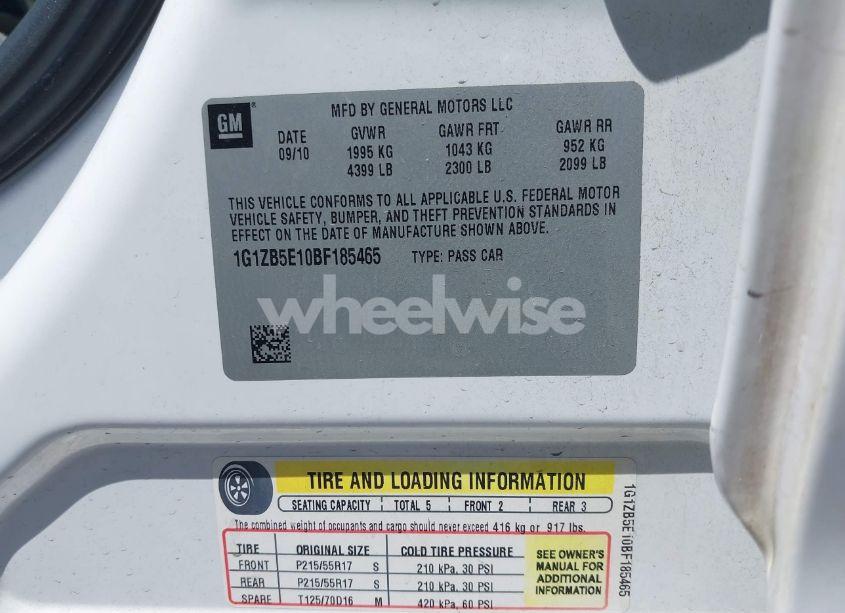 GM
®
MFD BY GENERAL MOTORS LLC
DATE GVWR GAWR FRT GAWR RR
09/10 1995 KG 1043 KG 952 KG
4399 LB 2300 LB 2099 LB
THIS VEHICLE CONFORMS TO ALL APPLICABLE U.S. FEDERAL MOTOR
VEHICLE SAFETY, BUMPER, AND THEFT PREVENTION STANDARDS IN
EFFECT ON THE DATE OF MANUFACTURE SHOWN ABOVE.
1G1ZB5E10BF185465 TYPE: PASS CAR
wheelwise
TIRE AND LOADING INFORMATION
SEATING CAPACITY TOTAL 5 FRONT 2 REAR 3
The combined weight of occupants and cargo should never exceed 416 kg or 917 lbs.
TIRE ORIGINAL SIZE COLD TIRE PRESSURE
FRONT P215/55R17 S 210 kPa, 30 PSI
REAR P215/55R17 S 210 kPa, 30 PSI
SPARE T125/70D16 M 420 kPa, 60 PSI
SEE OWNER'S
MANUAL FOR
ADDITIONAL
INFORMATION
1G1ZB5E10BF185465